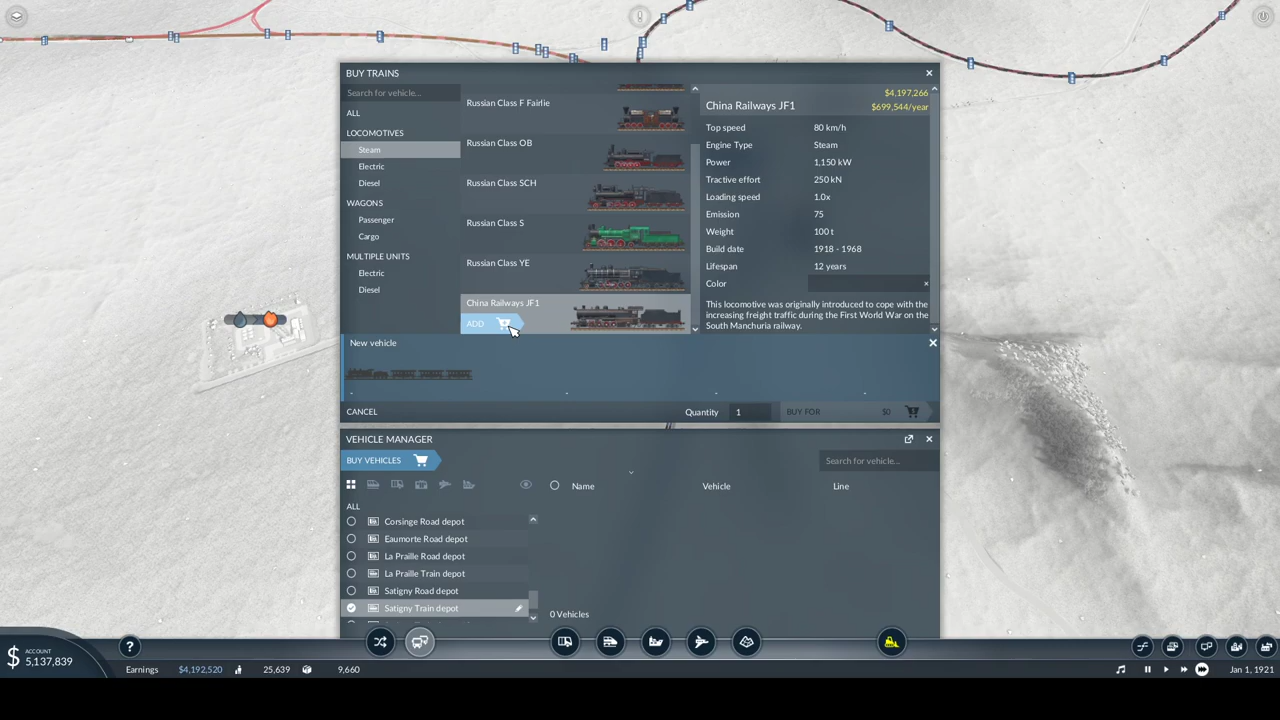 BUY TRAINS
Search for vehicle...
ALL
LOCOMOTIVES
Steam
Electric
Diesel
WAGONS
Passenger
Cargo
MULTIPLE UNITS
Electric
Diesel
Russian Class F Fairlie
Russian Class OB
Russian Class SCH
Russian Class S
Russian Class YE
China Railways JF1
ADD
$4,197,266
China Railways JF1
$699,544/year
Top speed 80 km/h
Engine Type Steam
Power 1,150 kW
Tractive effort 250 kN
Loading speed 1.0x
Emission 75
Weight 100 t
Build date 1918 - 1968
Lifespan 12 years
Color
This locomotive was originally introduced to cope with the
increasing freight traffic during the First World War on the
South Manchuria railway.
New vehicle
- - - -
CANCEL Quantity 1 BUY FOR $0
VEHICLE MANAGER
BUY VEHICLES Search for vehicle...
Name Vehicle Line
ALL
Corsinge Road depot
Eaumorte Road depot
La Praille Road depot
La Praille Train depot
Satigny Road depot
Satigny Train depot
0 Vehicles
$ ACCOUNT
5,137,839
?
Earnings $4,192,520 25,639 9,660 Jan 1, 1921